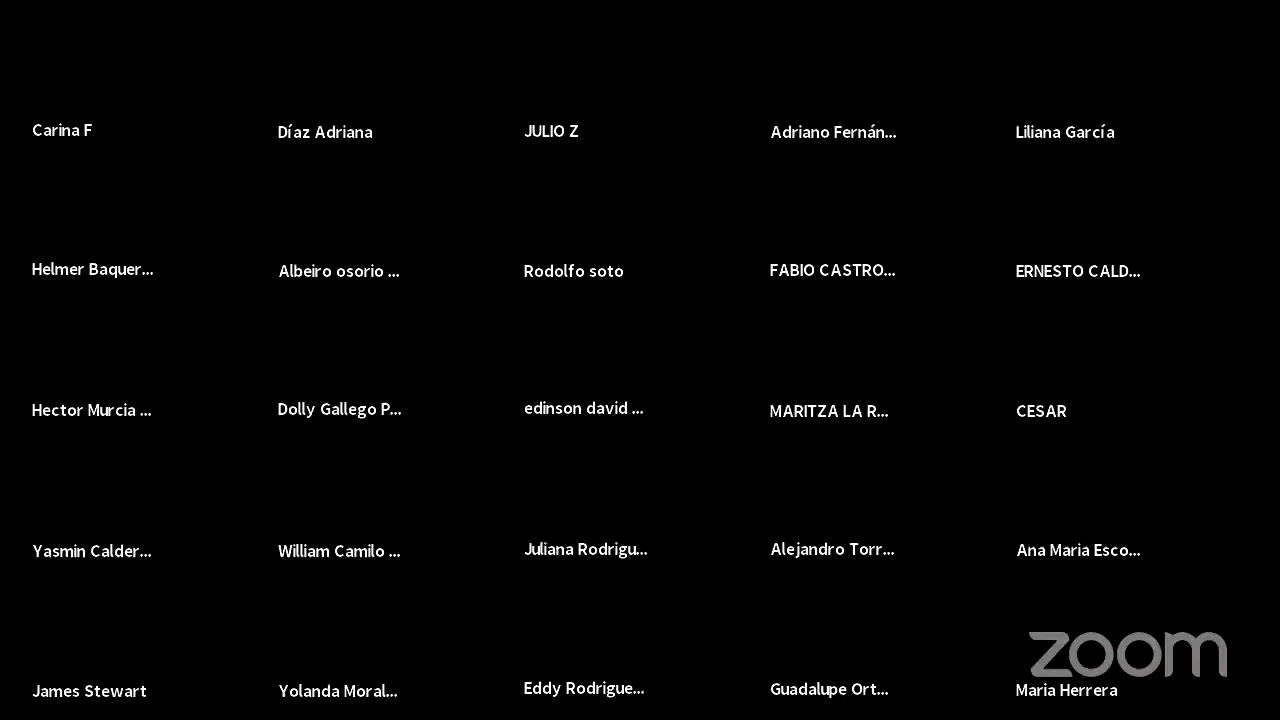 Carina F
Díaz Adriana
JULIO Z
Adriano Fernán...
Liliana García
Helmer Baquer...
Albeiro osorio ...
Rodolfo soto
FABIO CASTRO...
ERNESTO CALD...
Hector Murcia ...
Dolly Gallego P...
edinson david ...
MARITZA LA R...
CESAR
Yasmin Calder...
William Camilo ...
Juliana Rodrigu...
Alejandro Torr...
Ana Maria Esco...
zoom
James Stewart
Yolanda Moral...
Eddy Rodrigue...
Guadalupe Ort...
Maria Herrera